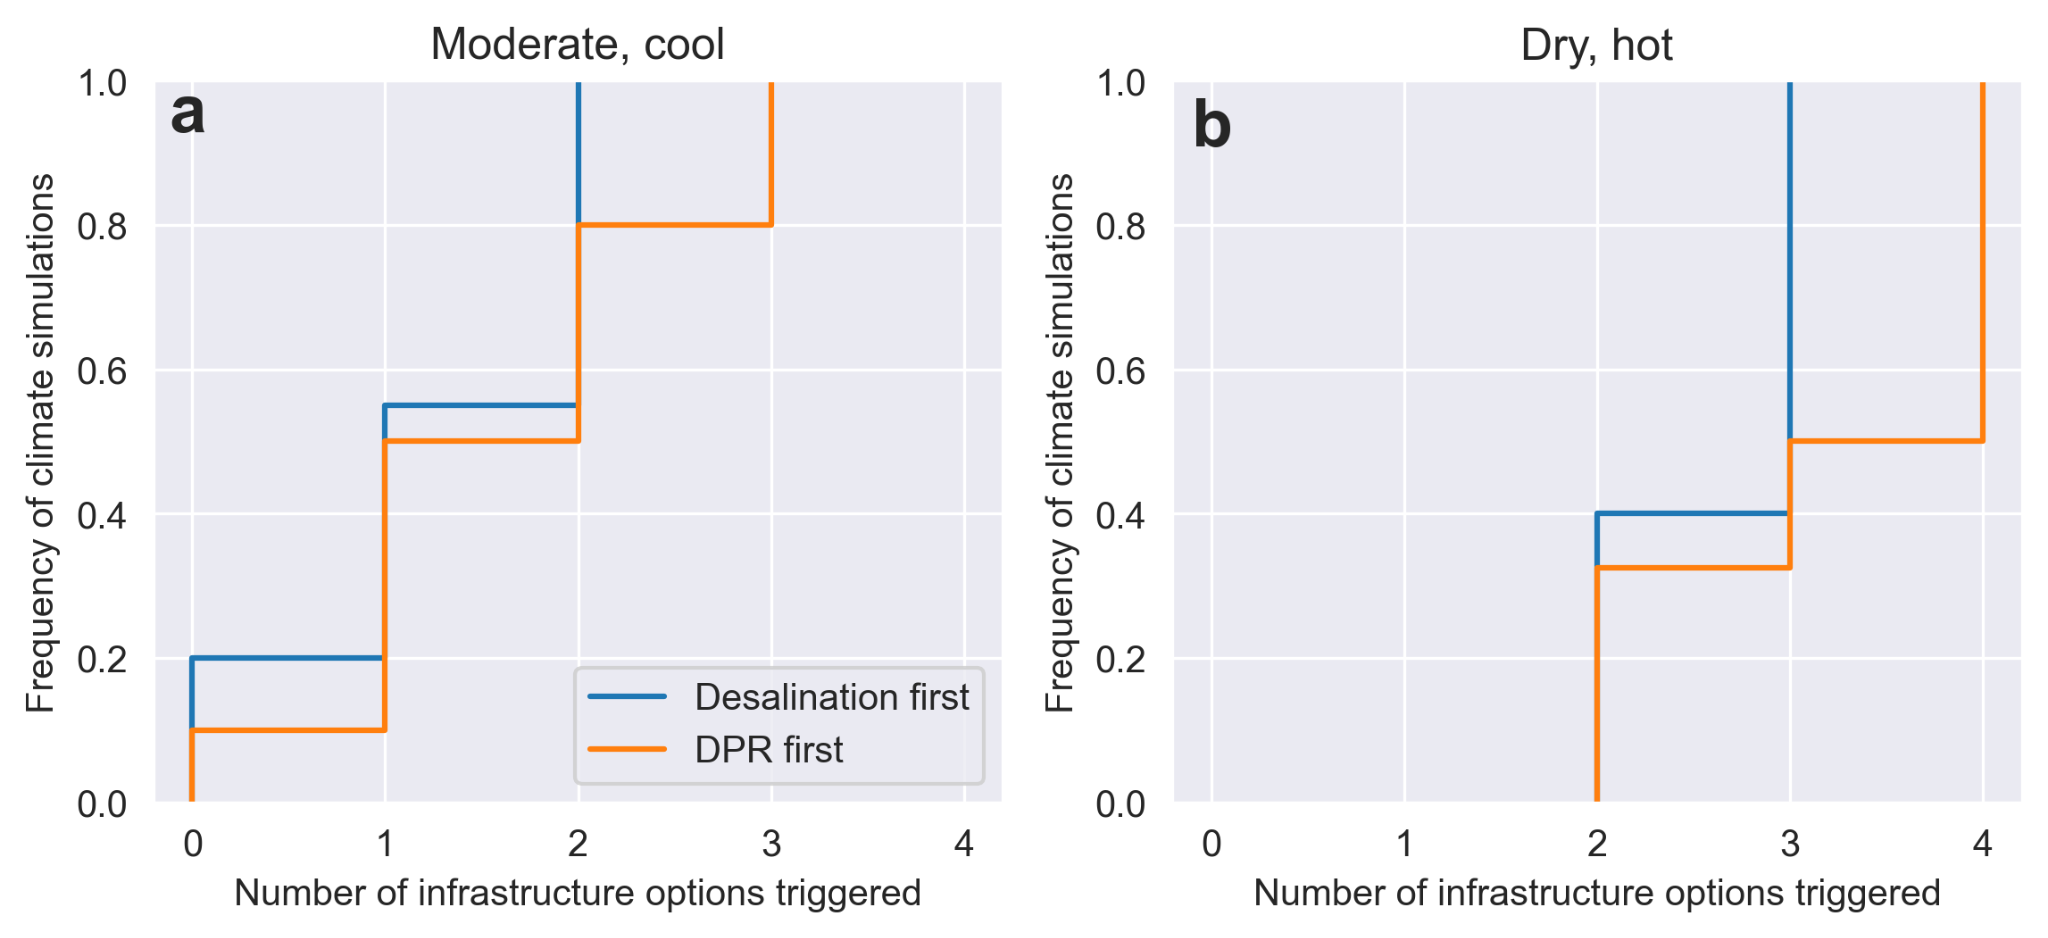 Moderate, cool
a
1.0
0.8
0.6
0.4
0.2
0.0
Frequency of climate simulations
0 1 2 3 4
Number of infrastructure options triggered
Desalination first
DPR first
Dry, hot
b
1.0
0.8
0.6
0.4
0.2
0.0
Frequency of climate simulations
0 1 2 3 4
Number of infrastructure options triggered